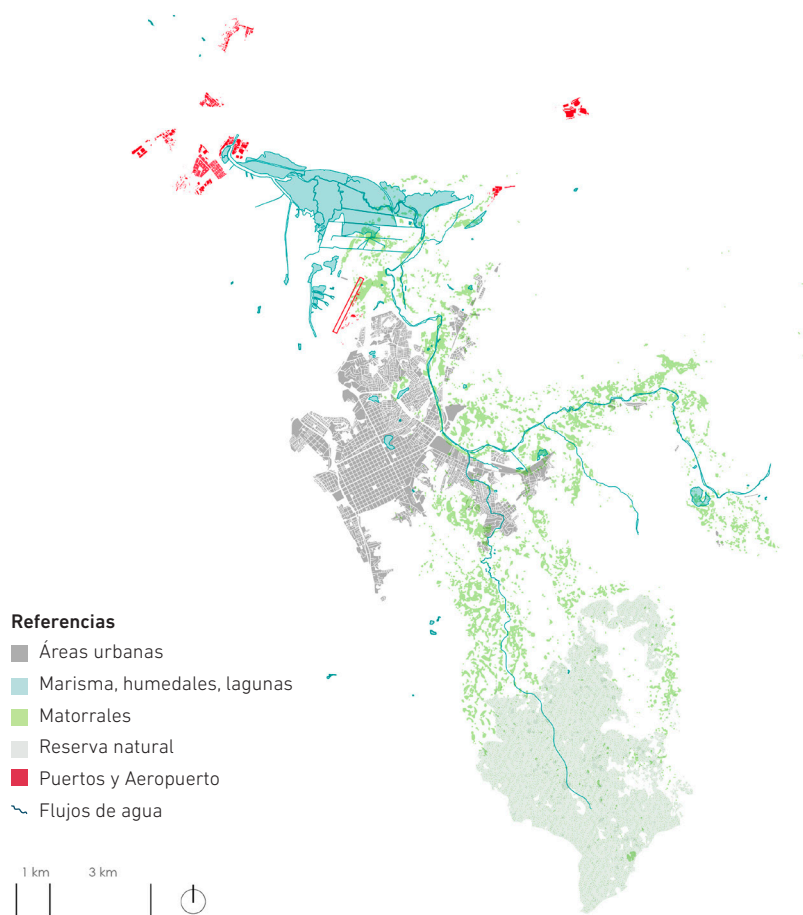 Referencias
Áreas urbanas
Marisma, humedales, lagunas
Matorrales
Reserva natural
Puertos y Aeropuerto
Flujos de agua
1 km 3 km